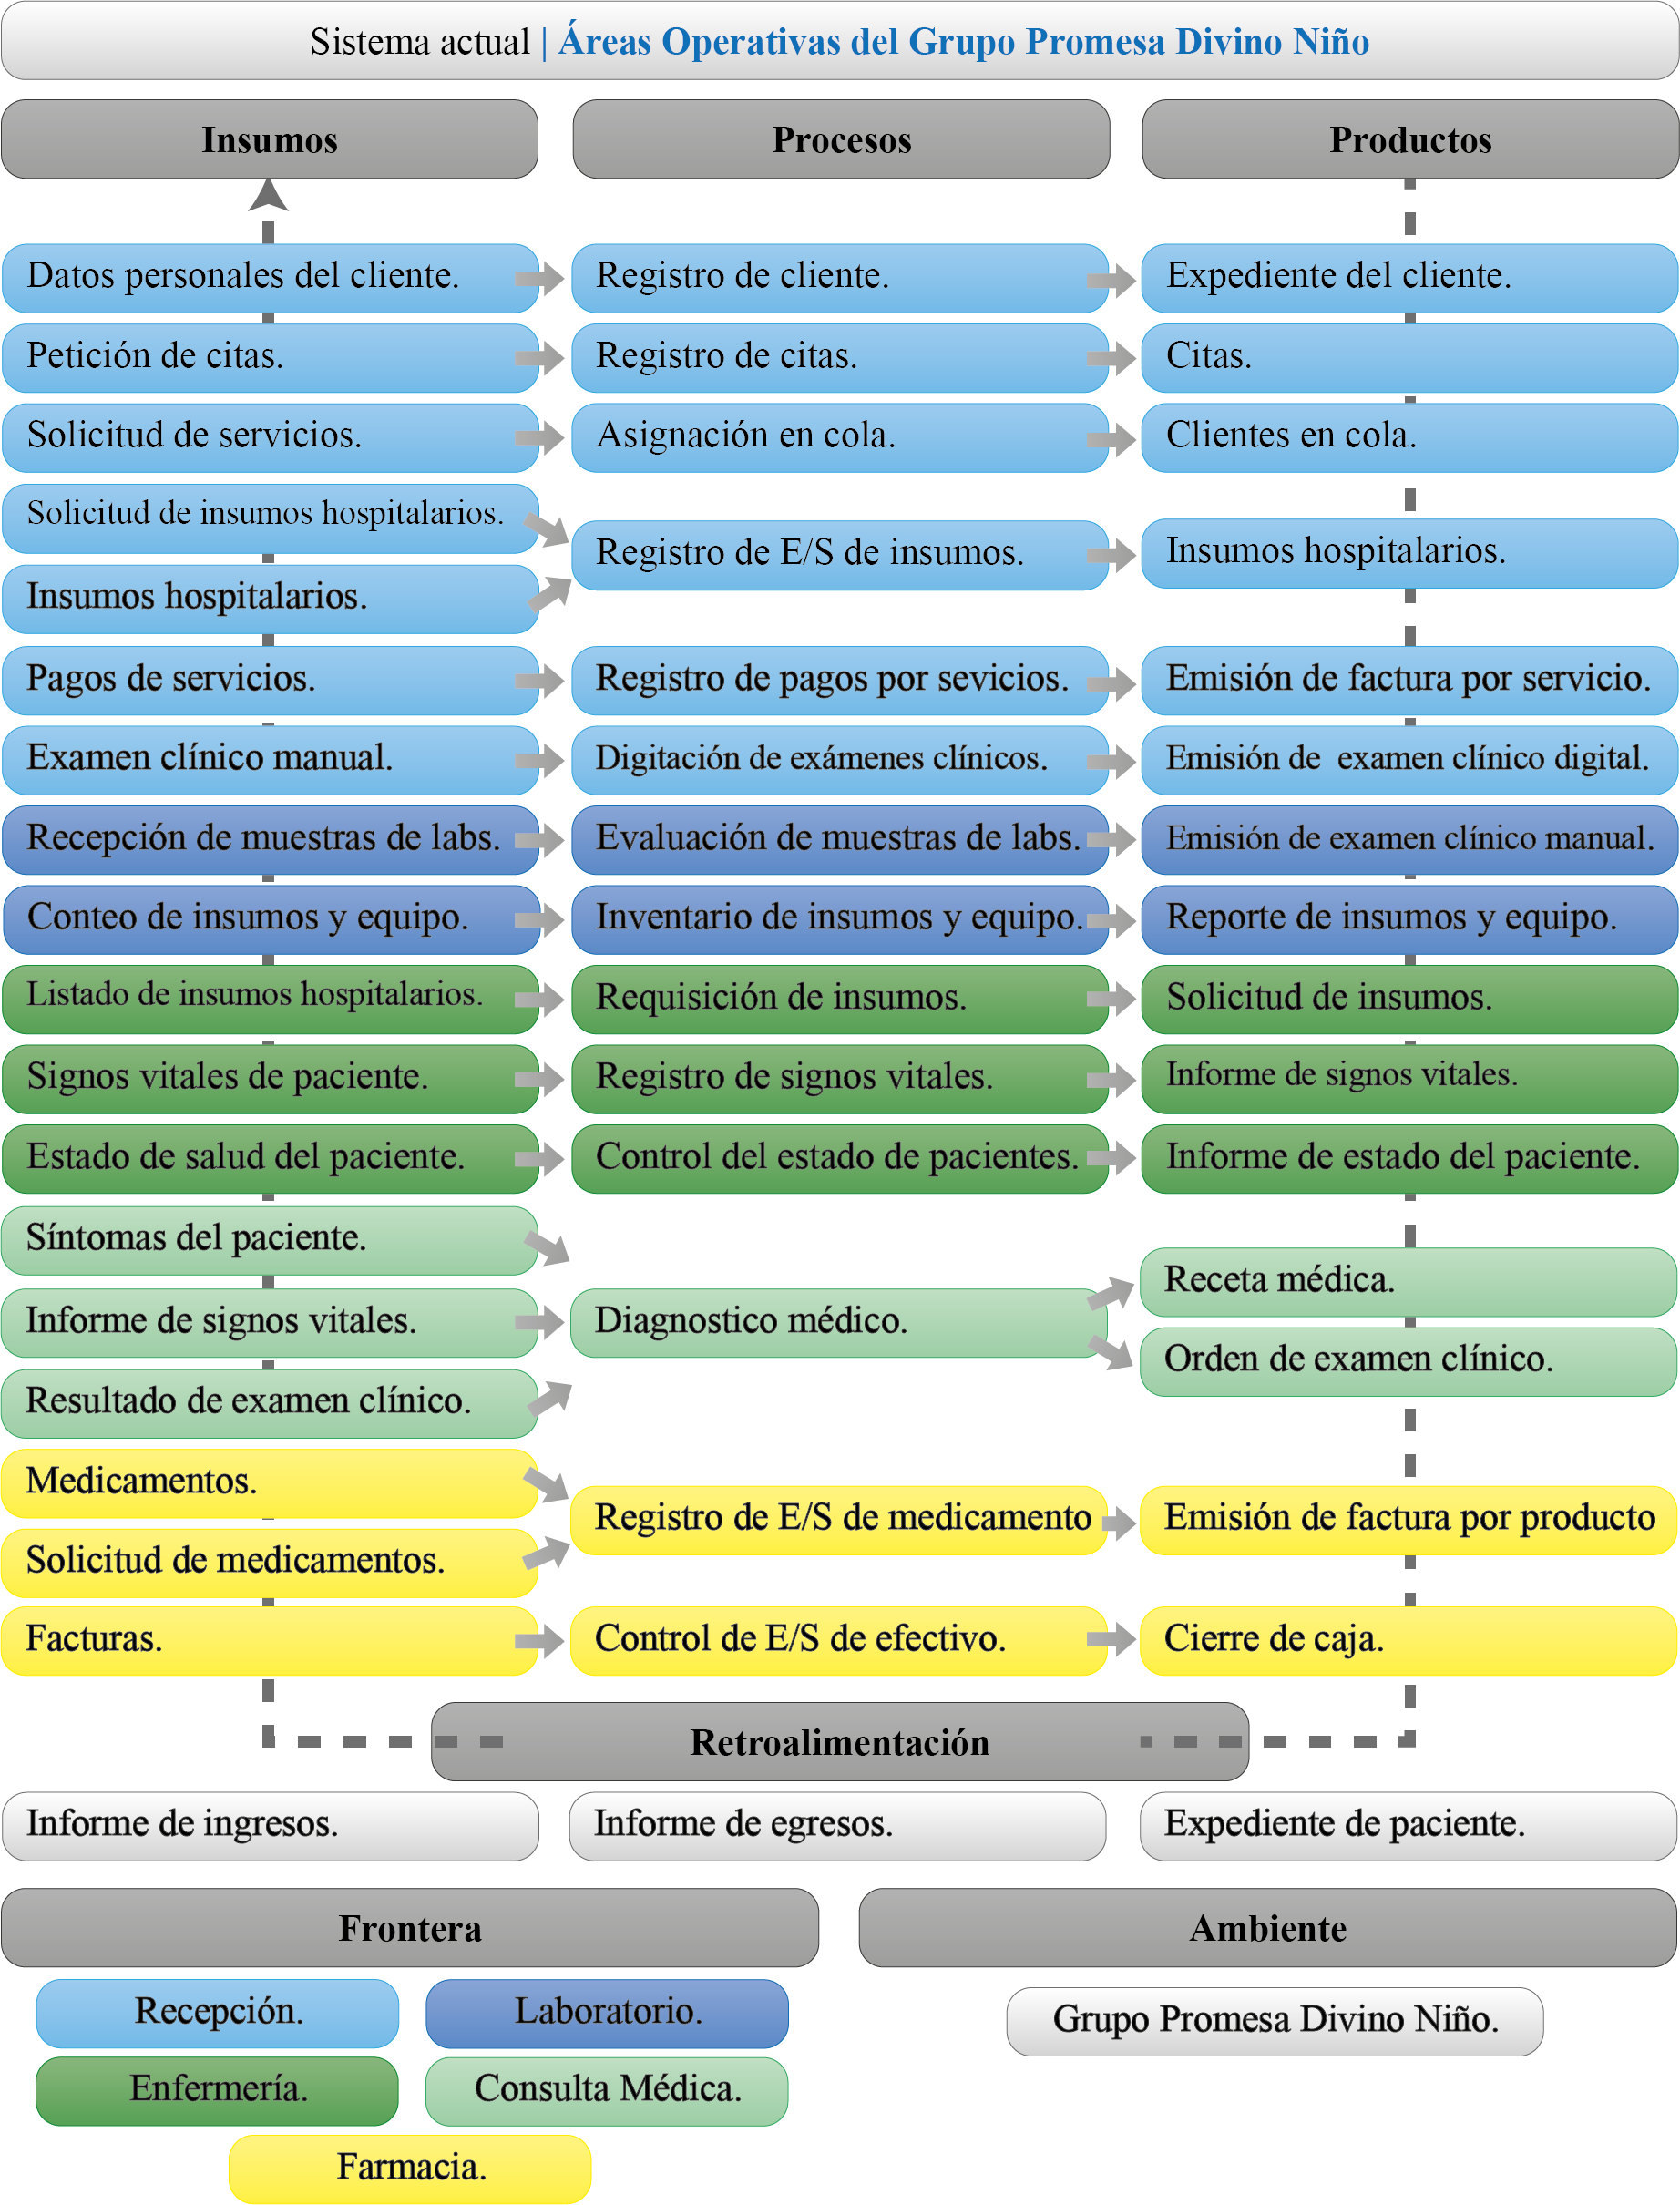 Sistema actual | Áreas Operativas del Grupo Promesa Divino Niño
Insumos
Procesos
Productos
Datos personales del cliente.
Registro de cliente.
Expediente del cliente.
Petición de citas.
Registro de citas.
Citas.
Solicitud de servicios.
Asignación en cola.
Clientes en cola.
Solicitud de insumos hospitalarios.
Insumos hospitalarios.
Registro de E/S de insumos.
Insumos hospitalarios.
Pagos de servicios.
Registro de pagos por sevicios.
Emisión de factura por servicio.
Examen clínico manual.
Digitación de exámenes clínicos.
Emisión de  examen clínico digital.
Recepción de muestras de labs.
Evaluación de muestras de labs.
Emisión de examen clínico manual.
Conteo de insumos y equipo.
Inventario de insumos y equipo.
Reporte de insumos y equipo.
Listado de insumos hospitalarios.
Requisición de insumos.
Solicitud de insumos.
Signos vitales de paciente.
Registro de signos vitales.
Informe de signos vitales.
Estado de salud del paciente.
Control del estado de pacientes.
Informe de estado del paciente.
Síntomas del paciente.
Informe de signos vitales.
Resultado de examen clínico.
Diagnostico médico.
Receta médica.
Orden de examen clínico.
Medicamentos.
Solicitud de medicamentos.
Registro de E/S de medicamento
Emisión de factura por producto
Facturas.
Control de E/S de efectivo.
Cierre de caja.
Retroalimentación
Informe de ingresos.
Informe de egresos.
Expediente de paciente.
Frontera
Ambiente
Recepción.
Laboratorio.
Grupo Promesa Divino Niño.
Enfermería.
Consulta Médica.
Farmacia.